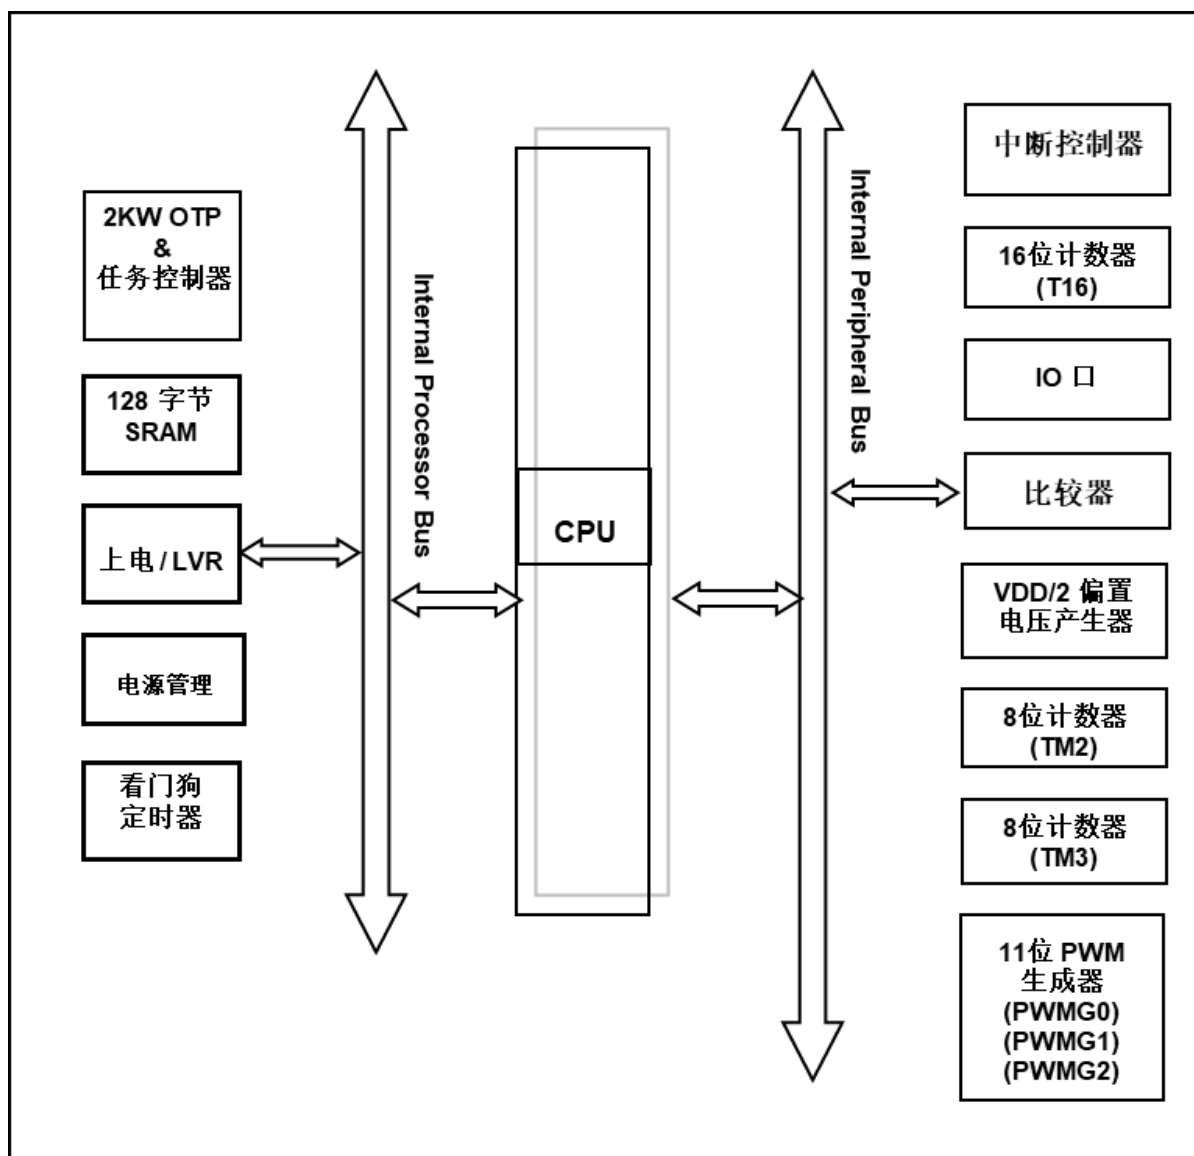 2KW OTP
&
任务控制器
128 字节
SRAM
上电 / LVR
电源管理
看门狗
定时器
Internal Processor Bus
CPU
Internal Peripheral Bus
中断控制器
16位计数器
(T16)
IO 口
比较器
VDD/2 偏置
电压产生器
8位计数器
(TM2)
8位计数器
(TM3)
11位 PWM
生成器
(PWMG0)
(PWMG1)
(PWMG2)